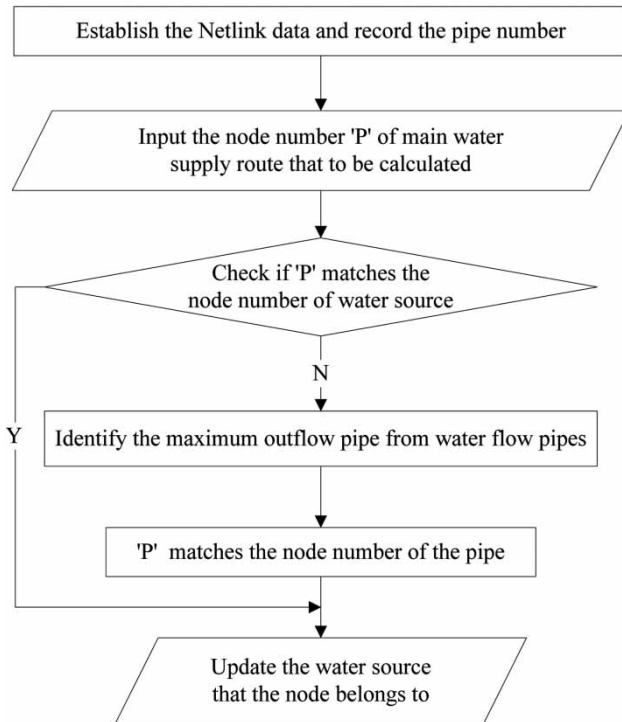 Establish the Netlink data and record the pipe number
Input the node number 'P' of main water
supply route that to be calculated
Check if 'P' matches the
node number of water source
N
Y
Identify the maximum outflow pipe from water flow pipes
'P' matches the node number of the pipe
Update the water source
that the node belongs to